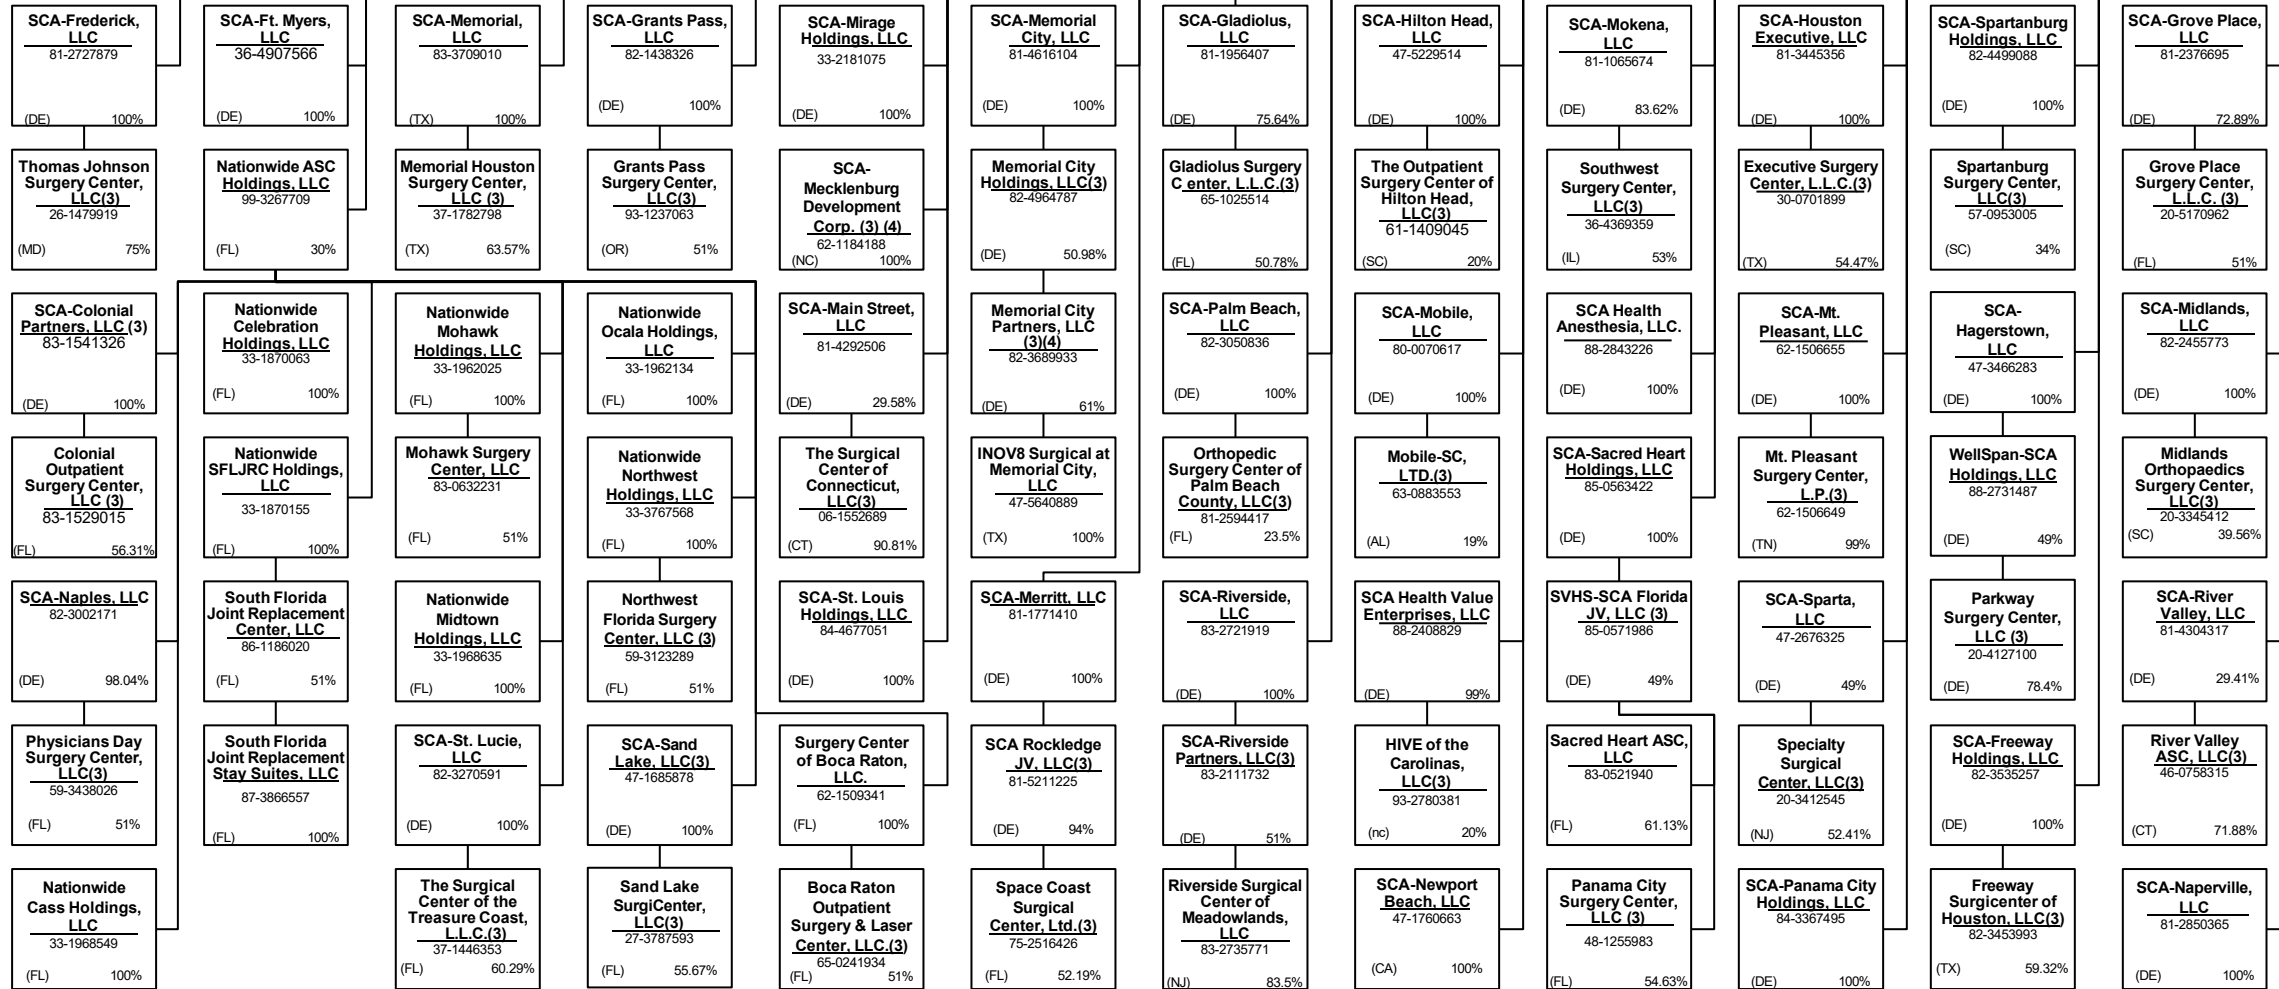 SCA-Frederick,
LLC
81-2727879
(DE) 100%
SCA-Ft. Myers,
LLC
36-4907566
(DE) 100%
SCA-Memorial,
LLC
83-3709010
(TX) 100%
SCA-Grants Pass,
LLC
82-1438326
(DE) 100%
SCA-Mirage
Holdings, LLC
33-2181075
(DE) 100%
SCA-Memorial
City, LLC
81-4616104
(DE) 100%
SCA-Gladiolus,
LLC
81-1956407
(DE) 75.64%
SCA-Hilton Head,
LLC
47-5229514
(DE) 100%
SCA-Mokena,
LLC
81-1065674
(DE) 83.62%
SCA-Houston
Executive, LLC
81-3445356
(DE) 100%
SCA-Spartanburg
Holdings, LLC
82-4499088
(DE) 100%
SCA-Grove Place,
LLC
81-2376695
(DE) 72.89%
Thomas Johnson
Surgery Center,
LLC(3)
26-1479919
(MD) 75%
Nationwide ASC
Holdings, LLC
99-3267709
(FL) 30%
Memorial Houston
Surgery Center,
LLC (3)
37-1782798
(TX) 63.57%
Grants Pass
Surgery Center,
LLC(3)
93-1237063
(OR) 51%
SCA-
Mecklenburg
Development
Corp. (3) (4)
62-1184188
(NC) 100%
Memorial City
Holdings, LLC(3)
82-4964787
(DE) 50.98%
Gladiolus Surgery
C enter, L.L.C.(3)
65-1025514
(FL) 50.78%
The Outpatient
Surgery Center of
Hilton Head,
LLC(3)
61-1409045
(SC) 20%
Southwest
Surgery Center,
LLC(3)
36-4369359
(IL) 53%
Executive Surgery
Center, L.L.C.(3)
30-0701899
(TX) 54.47%
Spartanburg
Surgery Center,
LLC(3)
57-0953005
(SC) 34%
Grove Place
Surgery Center,
L.L.C. (3)
20-5170962
(FL) 51%
SCA-Colonial
Partners, LLC (3)
83-1541326
(DE) 100%
Nationwide
Celebration
Holdings, LLC
33-1870063
(FL) 100%
Nationwide
Mohawk
Holdings, LLC
33-1962025
(FL) 100%
Nationwide
Ocala Holdings,
LLC
33-1962134
(FL) 100%
SCA-Main Street,
LLC
81-4292506
(DE) 29.58%
Memorial City
Partners, LLC
(3)(4)
82-3689933
(DE) 61%
SCA-Palm Beach,
LLC
82-3050836
(DE) 100%
SCA-Mobile,
LLC
80-0070617
(DE) 100%
SCA Health
Anesthesia, LLC.
88-2843226
(DE) 100%
SCA-Mt.
Pleasant, LLC
62-1506655
(DE) 100%
SCA-
Hagerstown,
LLC
47-3466283
(DE) 100%
SCA-Midlands,
LLC
82-2455773
(DE) 100%
Colonial
Outpatient
Surgery Center,
LLC (3)
83-1529015
(FL) 56.31%
Nationwide
SFLJRC Holdings,
LLC
33-1870155
(FL) 100%
Mohawk Surgery
Center, LLC
83-0632231
(FL) 51%
Nationwide
Northwest
Holdings, LLC
33-3767568
(FL) 100%
The Surgical
Center of
Connecticut,
LLC(3)
06-1552689
(CT) 90.81%
INOV8 Surgical at
Memorial City,
LLC
47-5640889
(TX) 100%
Orthopedic
Surgery Center of
Palm Beach
County, LLC(3)
81-2594417
(FL) 23.5%
Mobile-SC,
LTD.(3)
63-0883553
(AL) 19%
SCA-Sacred Heart
Holdings, LLC
85-0563422
(DE) 100%
Mt. Pleasant
Surgery Center,
L.P.(3)
62-1506649
(TN) 99%
WellSpan-SCA
Holdings, LLC
88-2731487
(DE) 49%
Midlands
Orthopaedics
Surgery Center,
LLC(3)
20-3345412
(SC) 39.56%
SCA-Naples, LLC
82-3002171
(DE) 98.04%
South Florida
Joint Replacement
Center, LLC
86-1186020
(FL) 51%
Nationwide
Midtown
Holdings, LLC
33-1968635
(FL) 100%
Northwest
Florida Surgery
Center, LLC (3)
59-3123289
(FL) 51%
SCA-St. Louis
Holdings, LLC
84-4677051
(DE) 100%
SCA-Merritt, LLC
81-1771410
(DE) 100%
SCA-Riverside,
LLC
83-2721919
(DE) 100%
SCA Health Value
Enterprises, LLC
88-2408829
(DE) 99%
SVHS-SCA Florida
JV, LLC (3)
85-0571986
(DE) 49%
SCA-Sparta,
LLC
47-2676325
(DE) 49%
Parkway
Surgery Center,
LLC (3)
20-4127100
(DE) 78.4%
SCA-River
Valley, LLC
81-4304317
(DE) 29.41%
Physicians Day
Surgery Center,
LLC(3)
59-3438026
(FL) 51%
South Florida
Joint Replacement
Stay Suites, LLC
87-3866557
(FL) 100%
SCA-St. Lucie,
LLC
82-3270591
(DE) 100%
SCA-Sand
Lake, LLC(3)
47-1685878
(DE) 100%
Surgery Center
of Boca Raton,
LLC.
62-1509341
(FL) 100%
SCA Rockledge
JV, LLC(3)
81-5211225
(DE) 94%
SCA-Riverside
Partners, LLC(3)
83-2111732
(DE) 51%
HIVE of the
Carolinas,
LLC(3)
93-2780381
(nc) 20%
Sacred Heart ASC,
LLC
83-0521940
(FL) 61.13%
Specialty
Surgical
Center, LLC(3)
20-3412545
(NJ) 52.41%
SCA-Freeway
Holdings, LLC
82-3535257
(DE) 100%
River Valley
ASC, LLC(3)
46-0758315
(CT) 71.88%
Nationwide
Cass Holdings,
LLC
33-1968549
(FL) 100%
The Surgical
Center of the
Treasure Coast,
L.L.C.(3)
37-1446353
(FL) 60.29%
Sand Lake
SurgiCenter,
LLC(3)
27-3787593
(FL) 55.67%
Boca Raton
Outpatient
Surgery & Laser
Center, LLC.(3)
65-0241934
(FL) 51%
Space Coast
Surgical
Center, Ltd.(3)
75-2516426
(FL) 52.19%
Riverside Surgical
Center of
Meadowlands,
LLC
83-2735771
(NJ) 83.5%
SCA-Newport
Beach, LLC
47-1760663
(CA) 100%
Panama City
Surgery Center,
LLC (3)
48-1255983
(FL) 54.63%
SCA-Panama City
Holdings, LLC
84-3367495
(DE) 100%
Freeway
Surgicenter of
Houston, LLC(3)
82-3453993
(TX) 59.32%
SCA-Naperville,
LLC
81-2850365
(DE) 100%